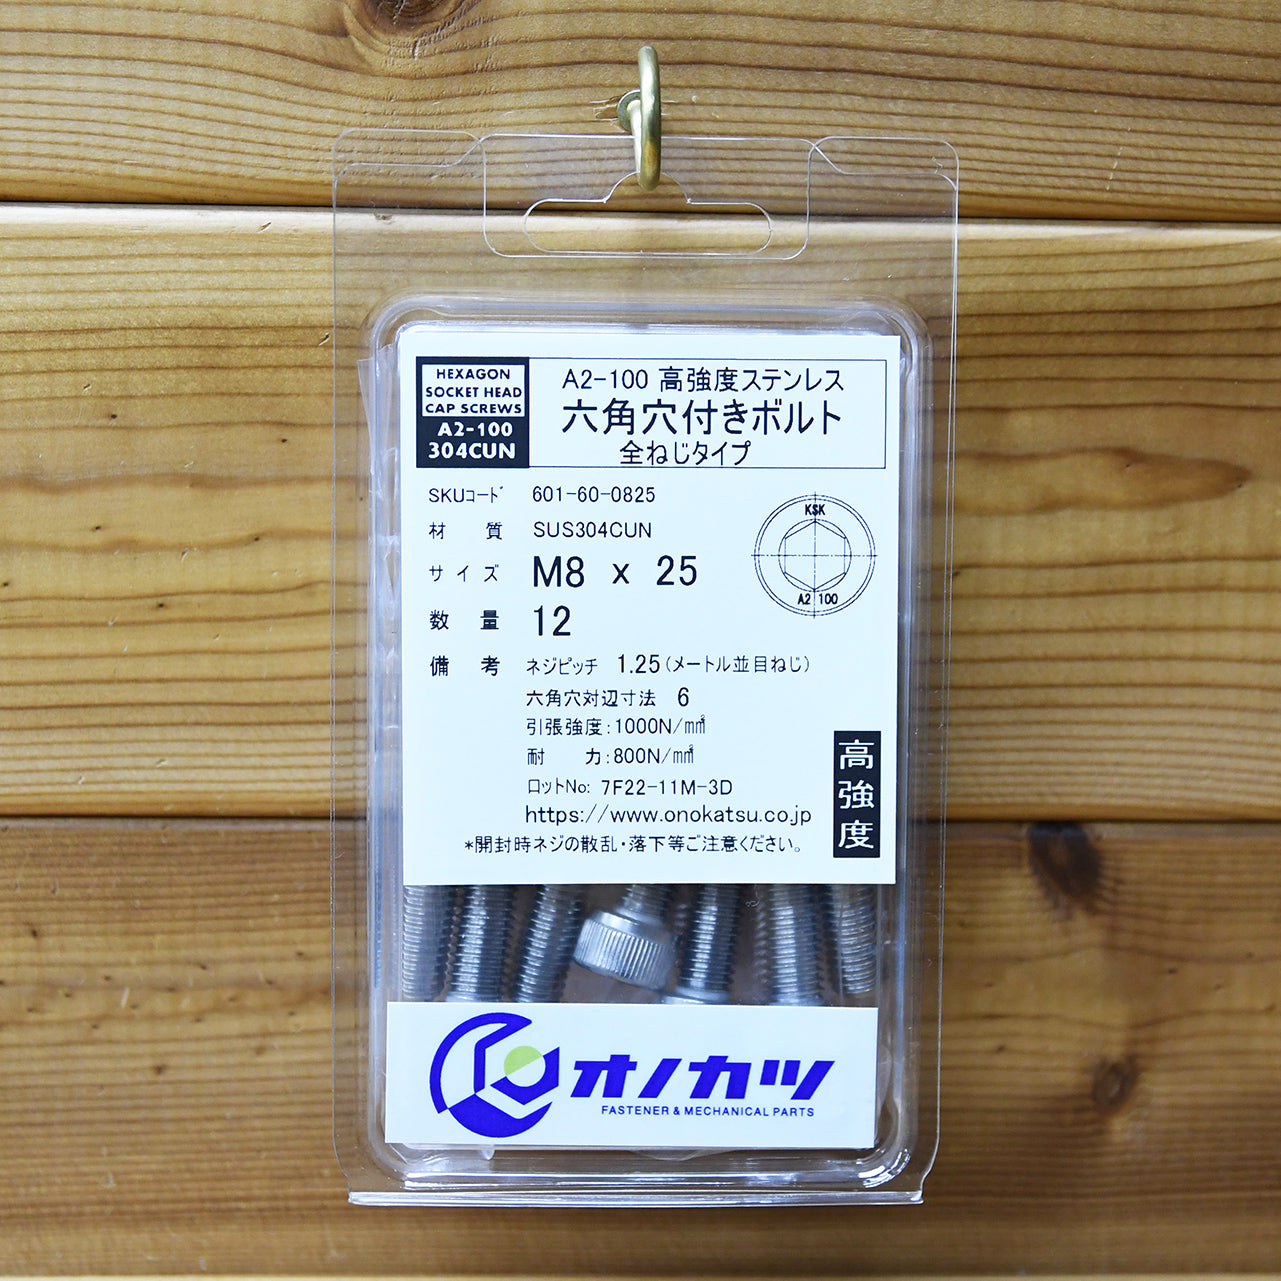 HEXAGON
SOCKET HEAD
CAP SCREWS
A2-100
304CUN
A2-100 高強度ステンレス
六角穴付きボルト
全ねじタイプ
SKUコード 601-60-0825
材 質 SUS304CUN
サイズ M8 x 25
数 量 12
備 考 ネジピッチ 1.25(メートル並目ねじ)
六角穴対辺寸法 6
引張強度:1000N/㎟
耐 力:800N/㎟
ロットNo: 7F22-11M-3D
https://www.onokatsu.co.jp
*開封時ネジの散乱・落下等ご注意ください。
KSK
A2 100
高強度
オノカツ
FASTENER & MECHANICAL PARTS